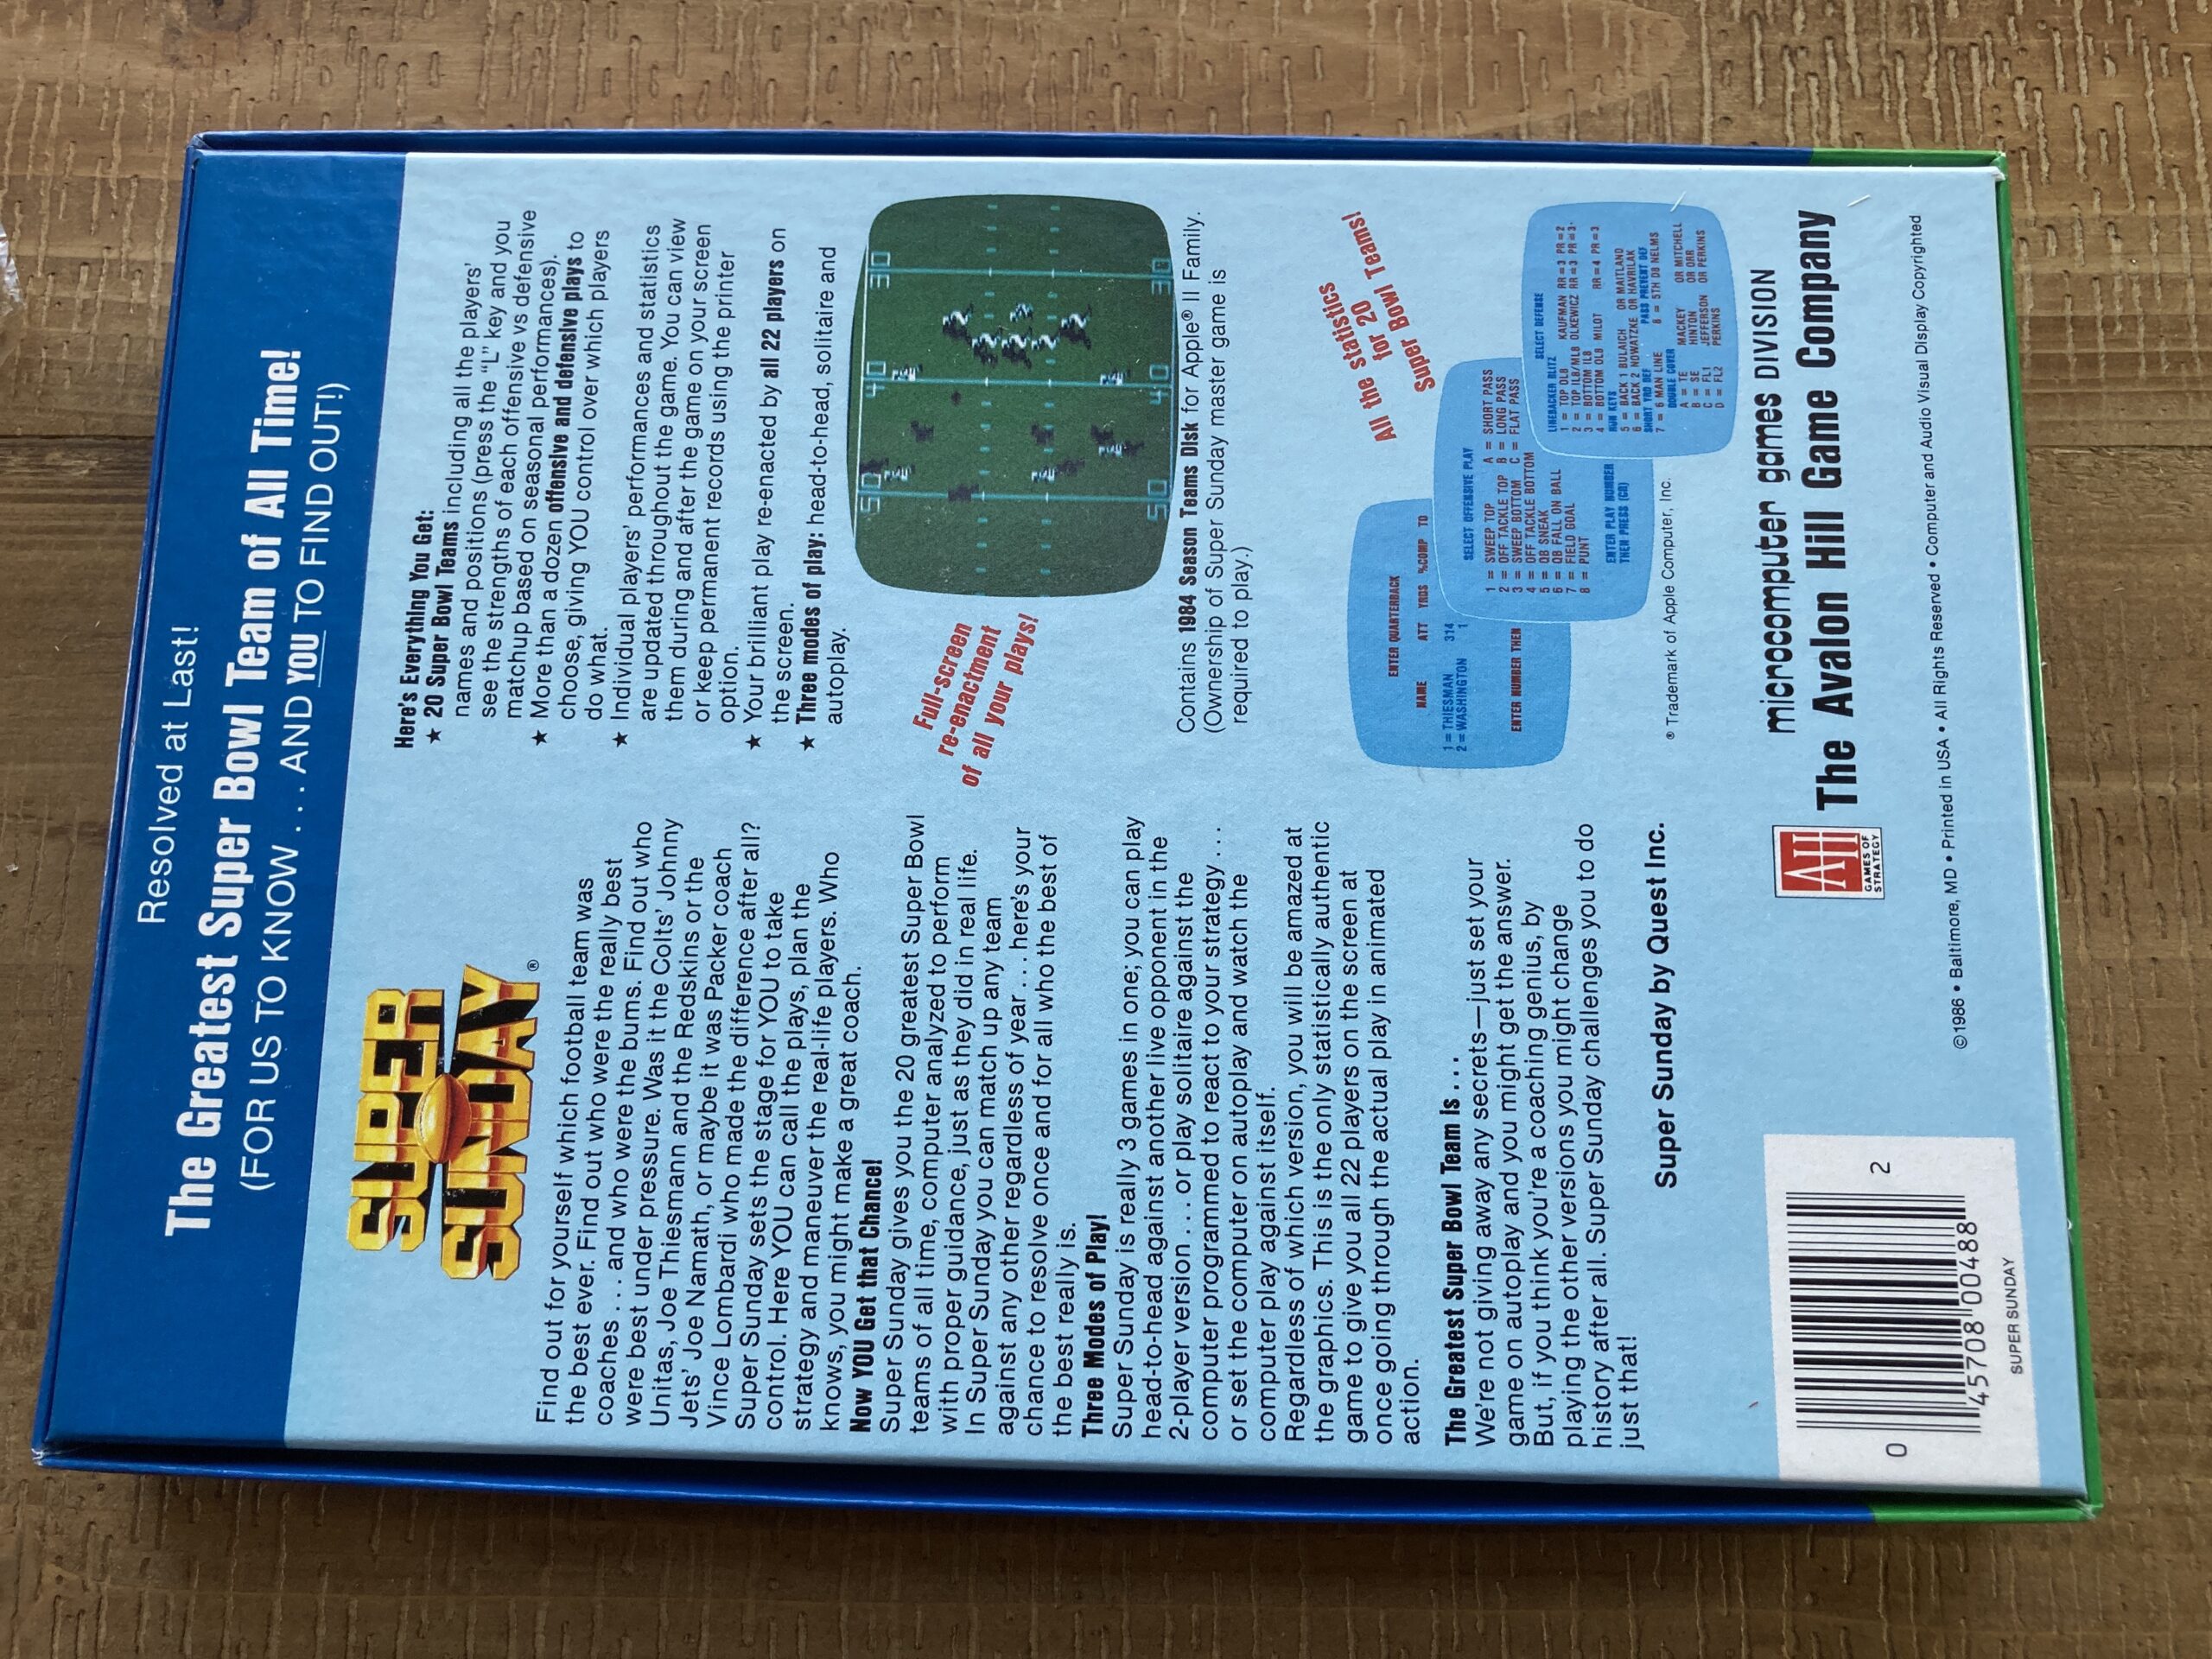 Resolved at Last!
The Greatest Super Bowl Team of All Time!
(FOR US TO KNOW . . . AND YOU TO FIND OUT!)
SUPER
SUNDAY®
Find out for yourself which football team was
the best ever. Find out who were the really best
coaches . . . and who were the bums. Find out who
were best under pressure. Was it the Colts' Johnny
Unitas, Joe Thiesmann and the Redskins or the
Jets' Joe Namath, or maybe it was Packer coach
Vince Lombardi who made the difference after all?
Super Sunday sets the stage for YOU to take
control. Here YOU can call the plays, plan the
strategy and maneuver the real-life players. Who
knows, you might make a great coach.
Now YOU Get That Chance!
Super Sunday gives you the 20 greatest Super Bowl
teams of all time, computer analyzed to perform
with proper guidance, just as they did in real life.
In Super Sunday you can match up any team
against any other regardless of year . . . here's your
chance to resolve once and for all who the best of
the best really is.
Three Modes of Play!
Super Sunday is really 3 games in one; you can play
head-to-head against another live opponent in the
2-player version . . . or play solitaire against the
computer programmed to react to your strategy . . .
or set the computer on autoplay and watch the
computer play against itself.
Regardless of which version, you will be amazed at
the graphics. This is the only statistically authentic
game to give you all 22 players on the screen at
once going through the actual play in animated
action.
The Greatest Super Bowl Team Is . . .
We're not giving away any secrets—just set your
game on autoplay and you might get the answer.
But, if you think you're a coaching genius, by
playing the other versions you might change
history after all. Super Sunday challenges you to do
just that!
Super Sunday by Quest Inc.
Here's Everything You Get:
★ 20 Super Bowl Teams including all the players'
names and positions (press the "L" key and you
see the strengths of each offensive vs defensive
matchup based on seasonal performances).
★ More than a dozen offensive and defensive plays to
choose, giving YOU control over which players
do what.
★ Individual players' performances and statistics
are updated throughout the game. You can view
them during and after the game on your screen
or keep permanent records using the printer
option.
★ Your brilliant play re-enacted by all 22 players on
the screen.
★ Three modes of play: head-to-head, solitaire and
autoplay.
Full-screen
re-enactment
of all your plays!
50 40 30
50 40 30
Contains 1984 Season Teams Disk for Apple® II Family.
(Ownership of Super Sunday master game is
required to play.)
All the statistics
for 20
Super Bowl Teams!
ENTER QUARTERBACK
NAME ATT YRGS %COMP TD
1 = THIESMAN 314
2 = WASHINGTON 1
ENTER NUMBER THEN
SELECT OFFENSIVE PLAY
1 = SWEEP TOP A = SHORT PASS
2 = OFF TACKLE TOP B = LONG PASS
3 = SWEEP BOTTOM C = FLAT PASS
4 = OFF TACKLE BOTTOM
5 = QB SNEAK
6 = QB FALL ON BALL
7 = FIELD GOAL
8 = PUNT
ENTER PLAY NUMBER
THEN PRESS (CR)
SELECT DEFENSE
LINEBACKER BLITZ
1 = TOP OLB KAUFMAN RR=3 PR=2
2 = TOP ILB/MLB OLKEWICZ RR=3 PR=3
3 = BOTTOM ILB
4 = BOTTOM OLB MILOT RR=4 PR=3
RUN KEYS
5 = BACK 1 BULAICH OR MAITLAND
6 = BACK 2 NOWATZKE OR HAVRILAK
SHORT YRD DEF PASS PREVENT DEF
7 = 6 MAN LINE 8 = 5TH DB NELMS
DOUBLE COVER
A = TE MACKEY OR MITCHELL
B = SE HINTON OR ORR
C = FL1 JEFFERSON OR PERKINS
D = FL2 PERKINS
® Trademark of Apple Computer, Inc.
AH
GAMES OF
STRATEGY
microcomputer games DIVISION
The Avalon Hill Game Company
©1986 • Baltimore, MD • Printed in USA • All Rights Reserved • Computer and Audio Visual Display Copyrighted
0 45708 00488 2
SUPER SUNDAY